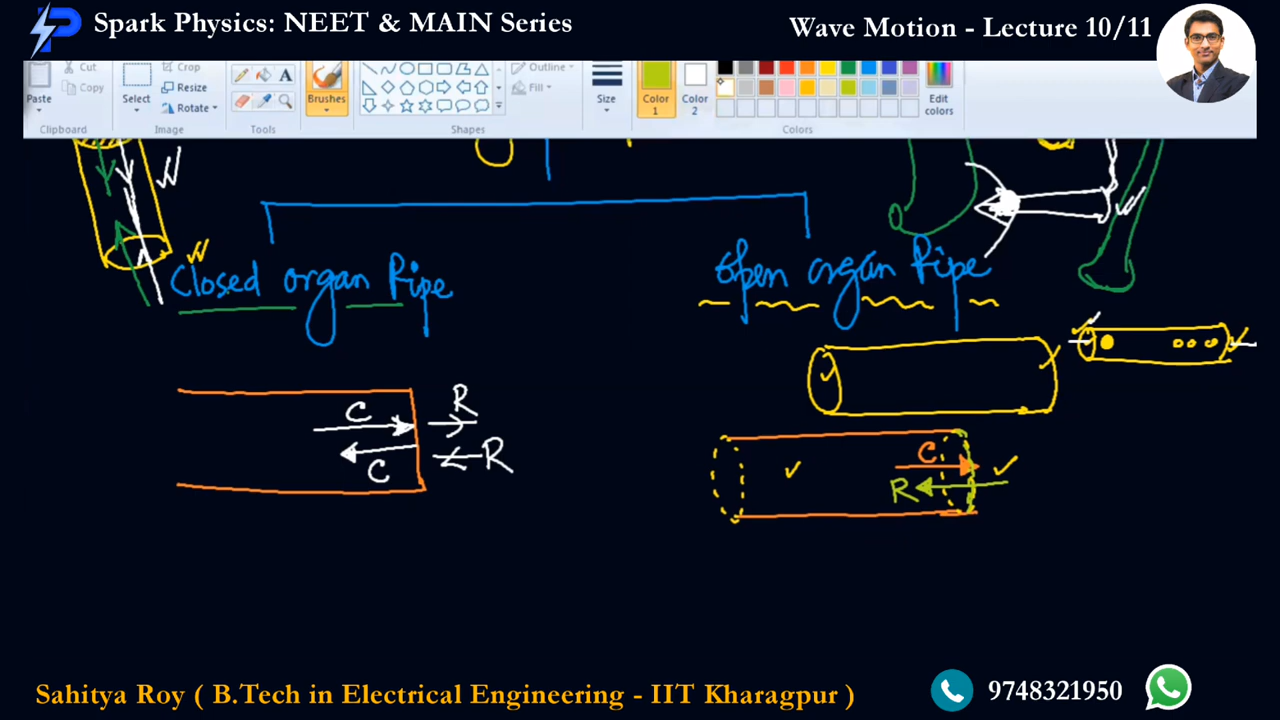 Spark Physics: NEET & MAIN Series
Wave Motion - Lecture 10/11
Paste
Cut
Copy
Clipboard
Select
Crop
Resize
Rotate
Image
Tools
Brushes
Shapes
Outline
Fill
Size
Color 1
Color 2
Edit colors
Colors
Closed organ Pipe
Open organ Pipe
C R
C R
C
R
Sahitya Roy ( B.Tech in Electrical Engineering - IIT Kharagpur )
9748321950